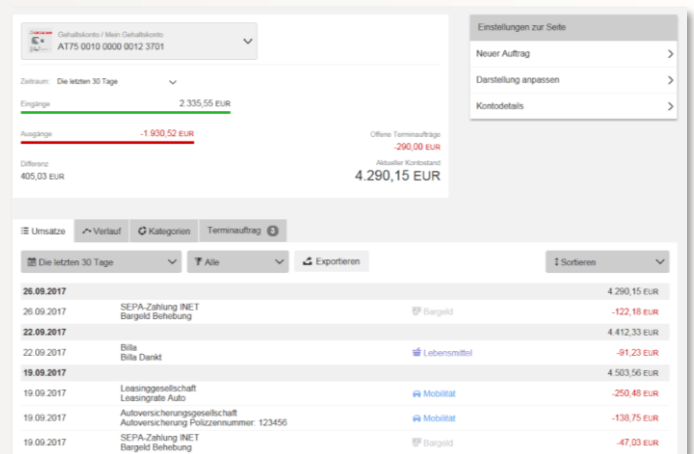 Gehaltskonto / Mein Gehaltskonto
AT75 0010 0000 0012 3701
Zeitraum: Die letzten 30 Tage
Eingänge 2.335,55 EUR
Ausgänge -1.930,52 EUR
Offene Terminaufträge
-290,00 EUR
Differenz
405,03 EUR
Aktueller Kontostand
4.290,15 EUR
Einstellungen zur Seite
Neuer Auftrag
Darstellung anpassen
Kontodetails
Umsätze Verlauf Kategorien Terminauftrag 3
Die letzten 30 Tage Alle Exportieren Sortieren
26.09.2017 4.290,15 EUR
26.09.2017 SEPA-Zahlung INET Bargeld -122,18 EUR
Bargeld Behebung
22.09.2017 4.412,33 EUR
22.09.2017 Billa Lebensmittel -91,23 EUR
Billa Dankt
19.09.2017 4.503,56 EUR
19.09.2017 Leasinggesellschaft Mobilität -250,48 EUR
Leasingrate Auto
19.09.2017 Autoversicherungsgesellschaft Mobilität -138,75 EUR
Autoversicherung Polizzennummer: 123456
19.09.2017 SEPA-Zahlung INET Bargeld -47,03 EUR
Bargeld Behebung